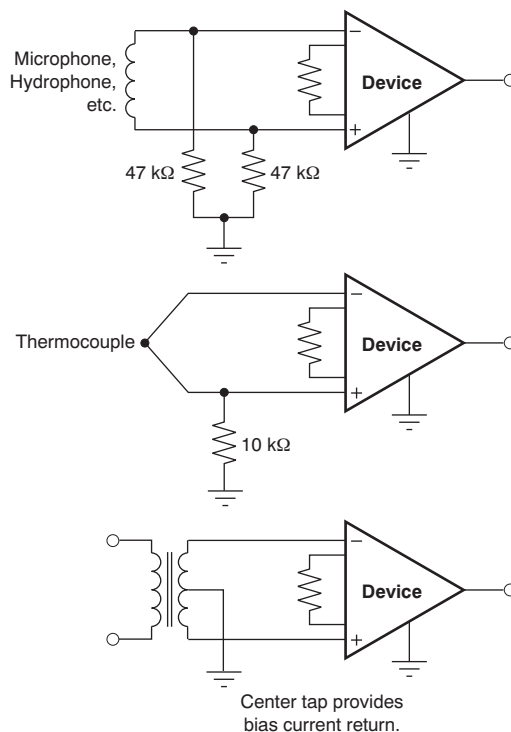 Microphone,
Hydrophone,
etc.
−
Device
+
47 kΩ
47 kΩ
−
Thermocouple
Device
+
10 kΩ
−
Device
+
Center tap provides
bias current return.